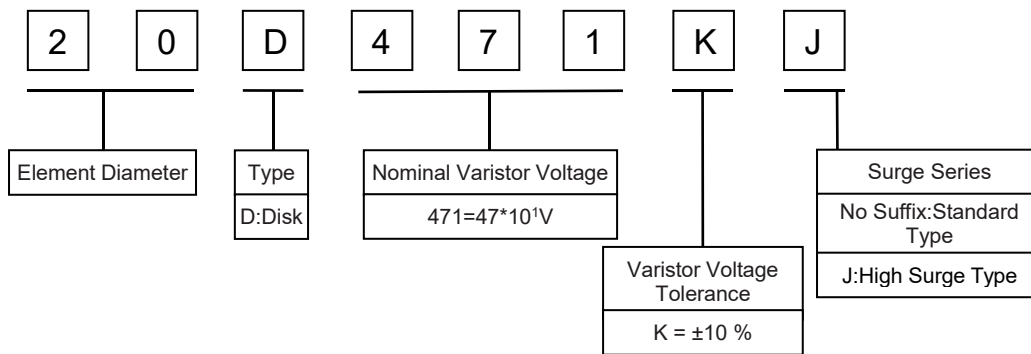 2 0 D 4 7 1 K J
Element Diameter
Type
D:Disk
Nominal Varistor Voltage
471=47*10¹V
Varistor Voltage
Tolerance
K = ±10 %
Surge Series
No Suffix:Standard
Type
J:High Surge Type